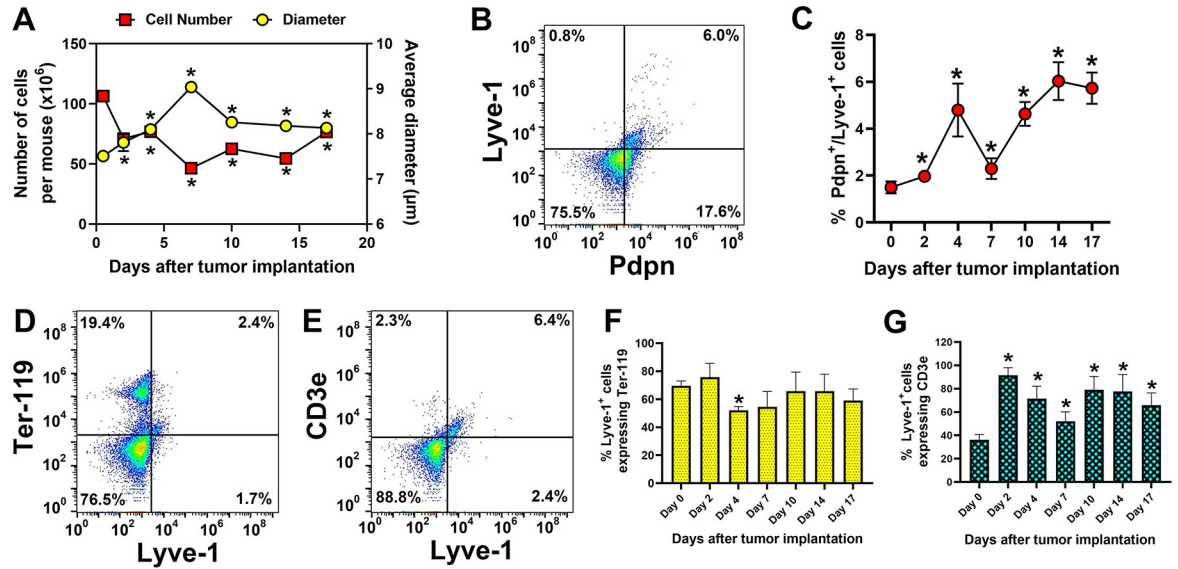 A
Cell Number
Diameter
Number of cells
per mouse (x10⁶)
150
100
50
0
10
9
8
7
6
Average
diameter (μm)
*
*
*
*
*
*
*
*
*
*
*
0
5
10
15
20
Days after tumor implantation
B
0.8%
6.0%
75.5%
17.6%
Lyve-1
10⁸
10⁶
10⁴
10²
10⁰
10⁰
10²
10⁴
10⁶
10⁸
Pdpn
C
% Pdpn⁺/Lyve-1⁺ cells
8
6
4
2
0
*
*
*
*
*
*
0
2
4
7
10
14
17
Days after tumor implantation
D
19.4%
2.4%
76.5%
1.7%
Ter-119
10⁸
10⁶
10⁴
10²
10⁰
10⁰
10²
10⁴
10⁶
10⁸
Lyve-1
E
2.3%
6.4%
88.8%
2.4%
CD3e
10⁸
10⁶
10⁴
10²
10⁰
10⁰
10²
10⁴
10⁶
10⁸
Lyve-1
F
% Lyve-1⁺ cells
expressing Ter-119
100
80
60
40
20
0
*
Day 0
Day 2
Day 4
Day 7
Day 10
Day 14
Day 17
Days after tumor implantation
G
% Lyve-1⁺cells
expressing CD3e
120
100
80
60
40
20
0
*
*
*
*
*
*
Day 0
Day 2
Day 4
Day 7
Day 10
Day 14
Day 17
Days after tumor implantation